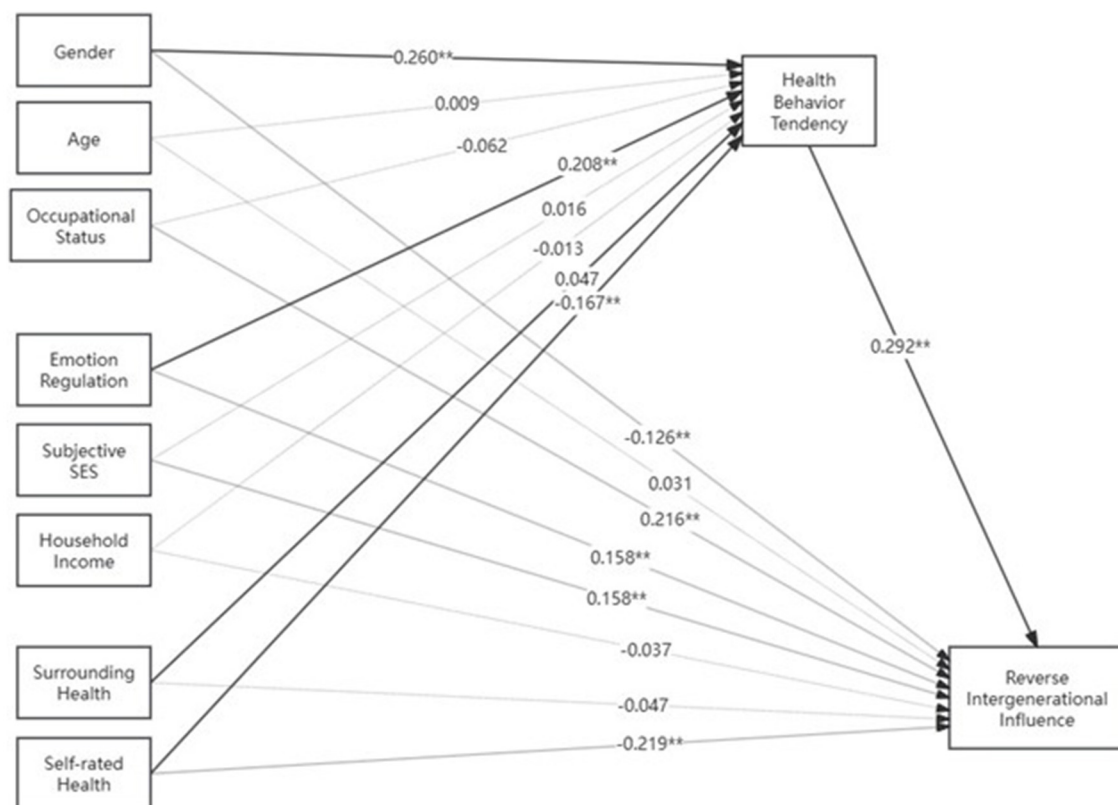 Gender
Age
Occupational
Status
Emotion
Regulation
Subjective
SES
Household
Income
Surrounding
Health
Self-rated
Health
0.260**
0.009
-0.062
0.208**
0.016
-0.013
0.047
-0.167**
Health
Behavior
Tendency
0.292**
-0.126**
0.031
0.216**
0.158**
0.158**
-0.037
-0.047
-0.219**
Reverse
Intergenerational
Influence